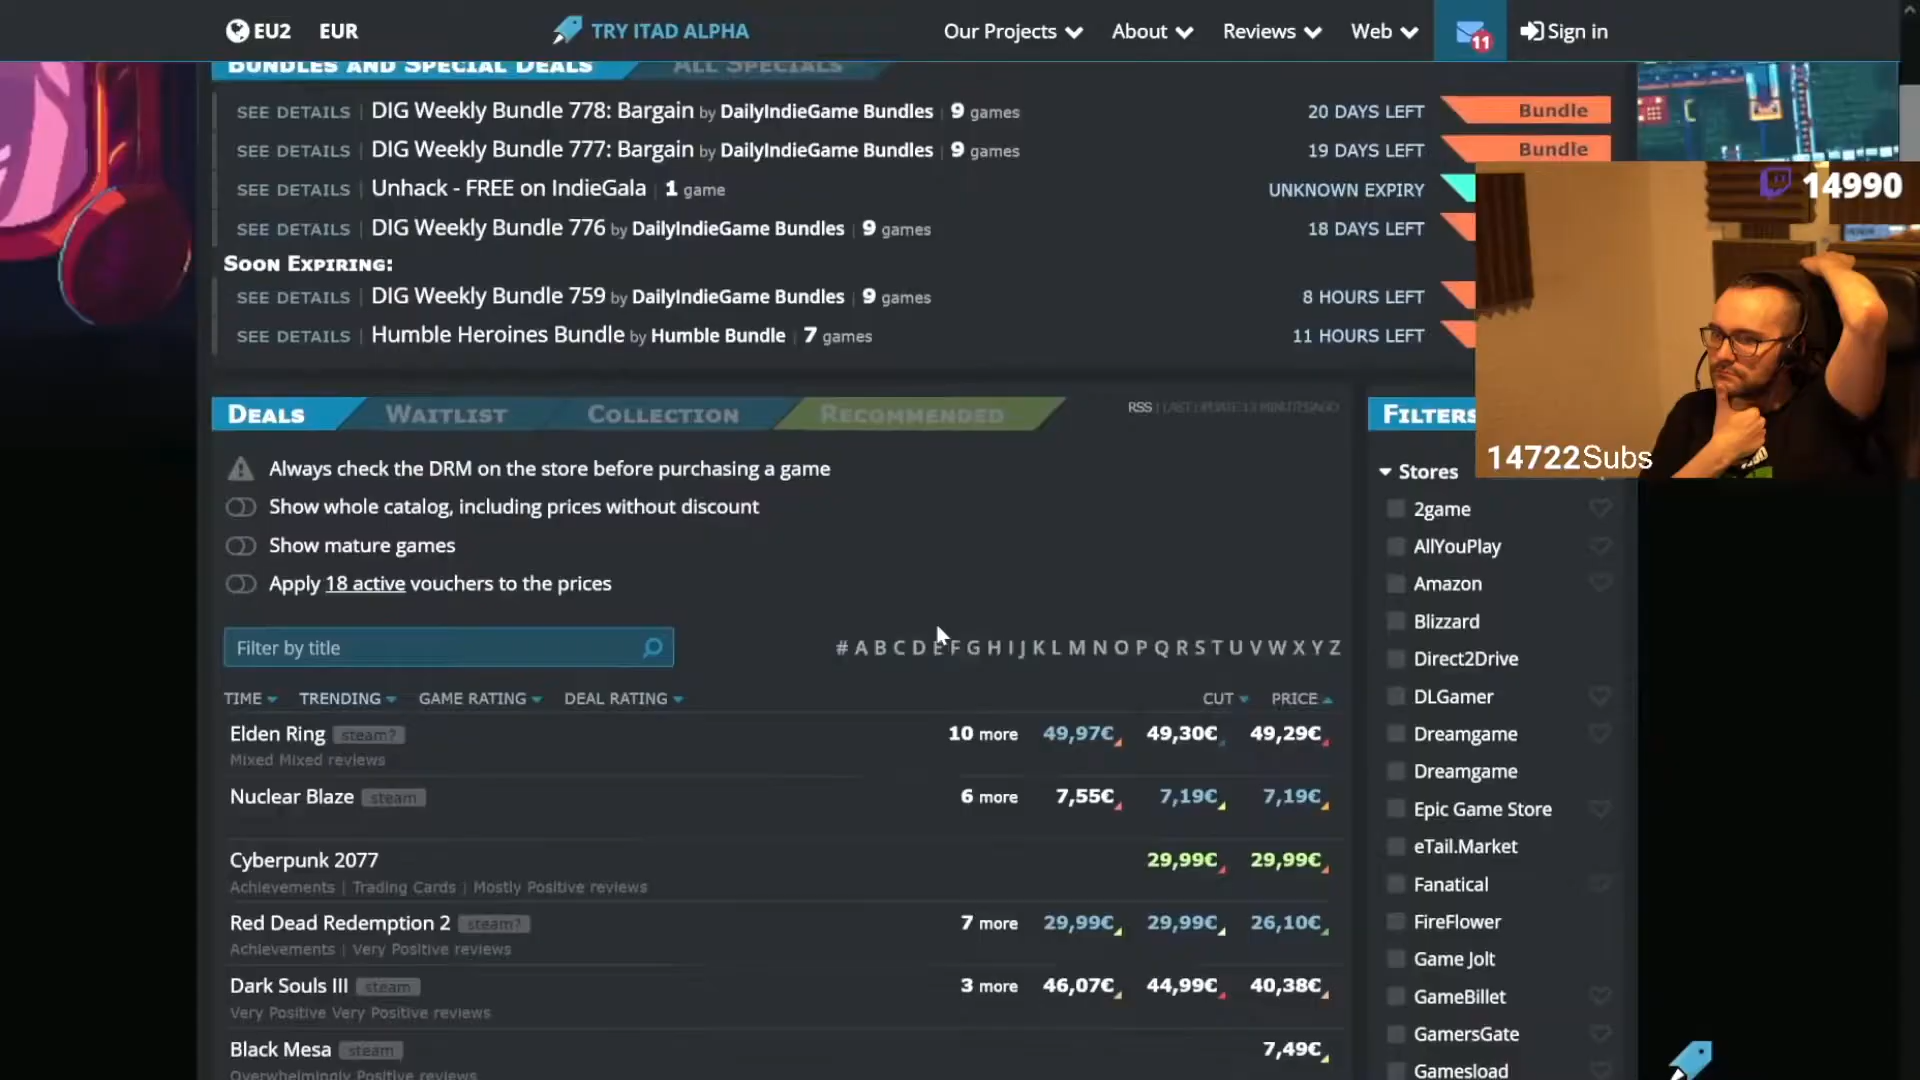 EU2 EUR TRY ITAD ALPHA Our Projects About Reviews Web 11 Sign in
BUNDLES AND SPECIAL DEALS ALL SPECIALS
SEE DETAILS | DIG Weekly Bundle 778: Bargain by DailyIndieGame Bundles | 9 games 20 DAYS LEFT Bundle
SEE DETAILS | DIG Weekly Bundle 777: Bargain by DailyIndieGame Bundles | 9 games 19 DAYS LEFT Bundle
SEE DETAILS | Unhack - FREE on IndieGala | 1 game UNKNOWN EXPIRY
SEE DETAILS | DIG Weekly Bundle 776 by DailyIndieGame Bundles | 9 games 18 DAYS LEFT
SOON EXPIRING:
SEE DETAILS | DIG Weekly Bundle 759 by DailyIndieGame Bundles | 9 games 8 HOURS LEFT
SEE DETAILS | Humble Heroines Bundle by Humble Bundle | 7 games 11 HOURS LEFT
14990
14722Subs
DEALS WAITLIST COLLECTION RECOMMENDED RSS | LAST UPDATE 13 MINUTES AGO
Always check the DRM on the store before purchasing a game
Show whole catalog, including prices without discount
Show mature games
Apply 18 active vouchers to the prices
Filter by title # A B C D E F G H I J K L M N O P Q R S T U V W X Y Z
TIME TRENDING GAME RATING DEAL RATING CUT PRICE
Elden Ring steam? 10 more 49,97€ 49,30€ 49,29€
Mixed Mixed reviews
Nuclear Blaze steam 6 more 7,55€ 7,19€ 7,19€
Cyberpunk 2077 29,99€ 29,99€
Achievements | Trading Cards | Mostly Positive reviews
Red Dead Redemption 2 steam? 7 more 29,99€ 29,99€ 26,10€
Achievements | Very Positive reviews
Dark Souls III steam 3 more 46,07€ 44,99€ 40,38€
Very Positive Very Positive reviews
Black Mesa steam 7,49€
Overwhelmingly Positive reviews
FILTERS
Stores
2game
AllYouPlay
Amazon
Blizzard
Direct2Drive
DLGamer
Dreamgame
Dreamgame
Epic Game Store
eTail.Market
Fanatical
FireFlower
Game Jolt
GameBillet
GamersGate
Gamesload